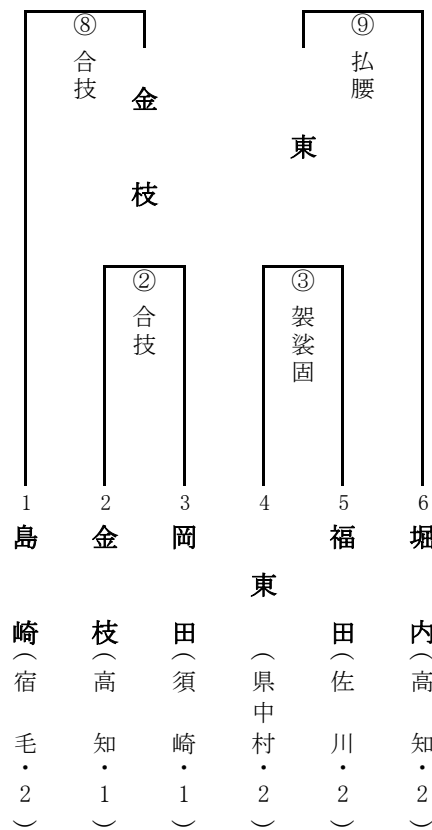 ⑧
合技
⑨
払腰
金枝
東
②
合技
③
袈裟固
1
2
3
4
5
6
島崎（宿毛・2）
金枝（高知・1）
岡田（須崎・1）
東（県中村・2）
福田（佐川・2）
堀内（高知・2）